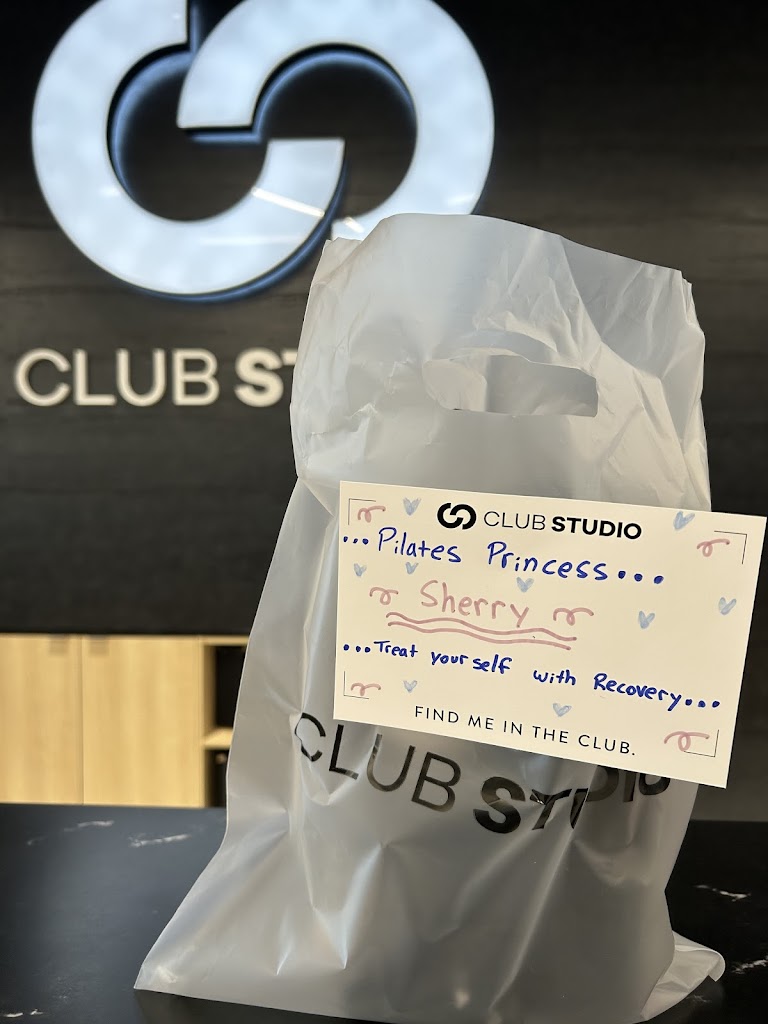 CLUB ST
CLUB STUDIO
...Pilates Princess...
Sherry
...Treat yourself with Recovery...
FIND ME IN THE CLUB.
CLUB STUDIO